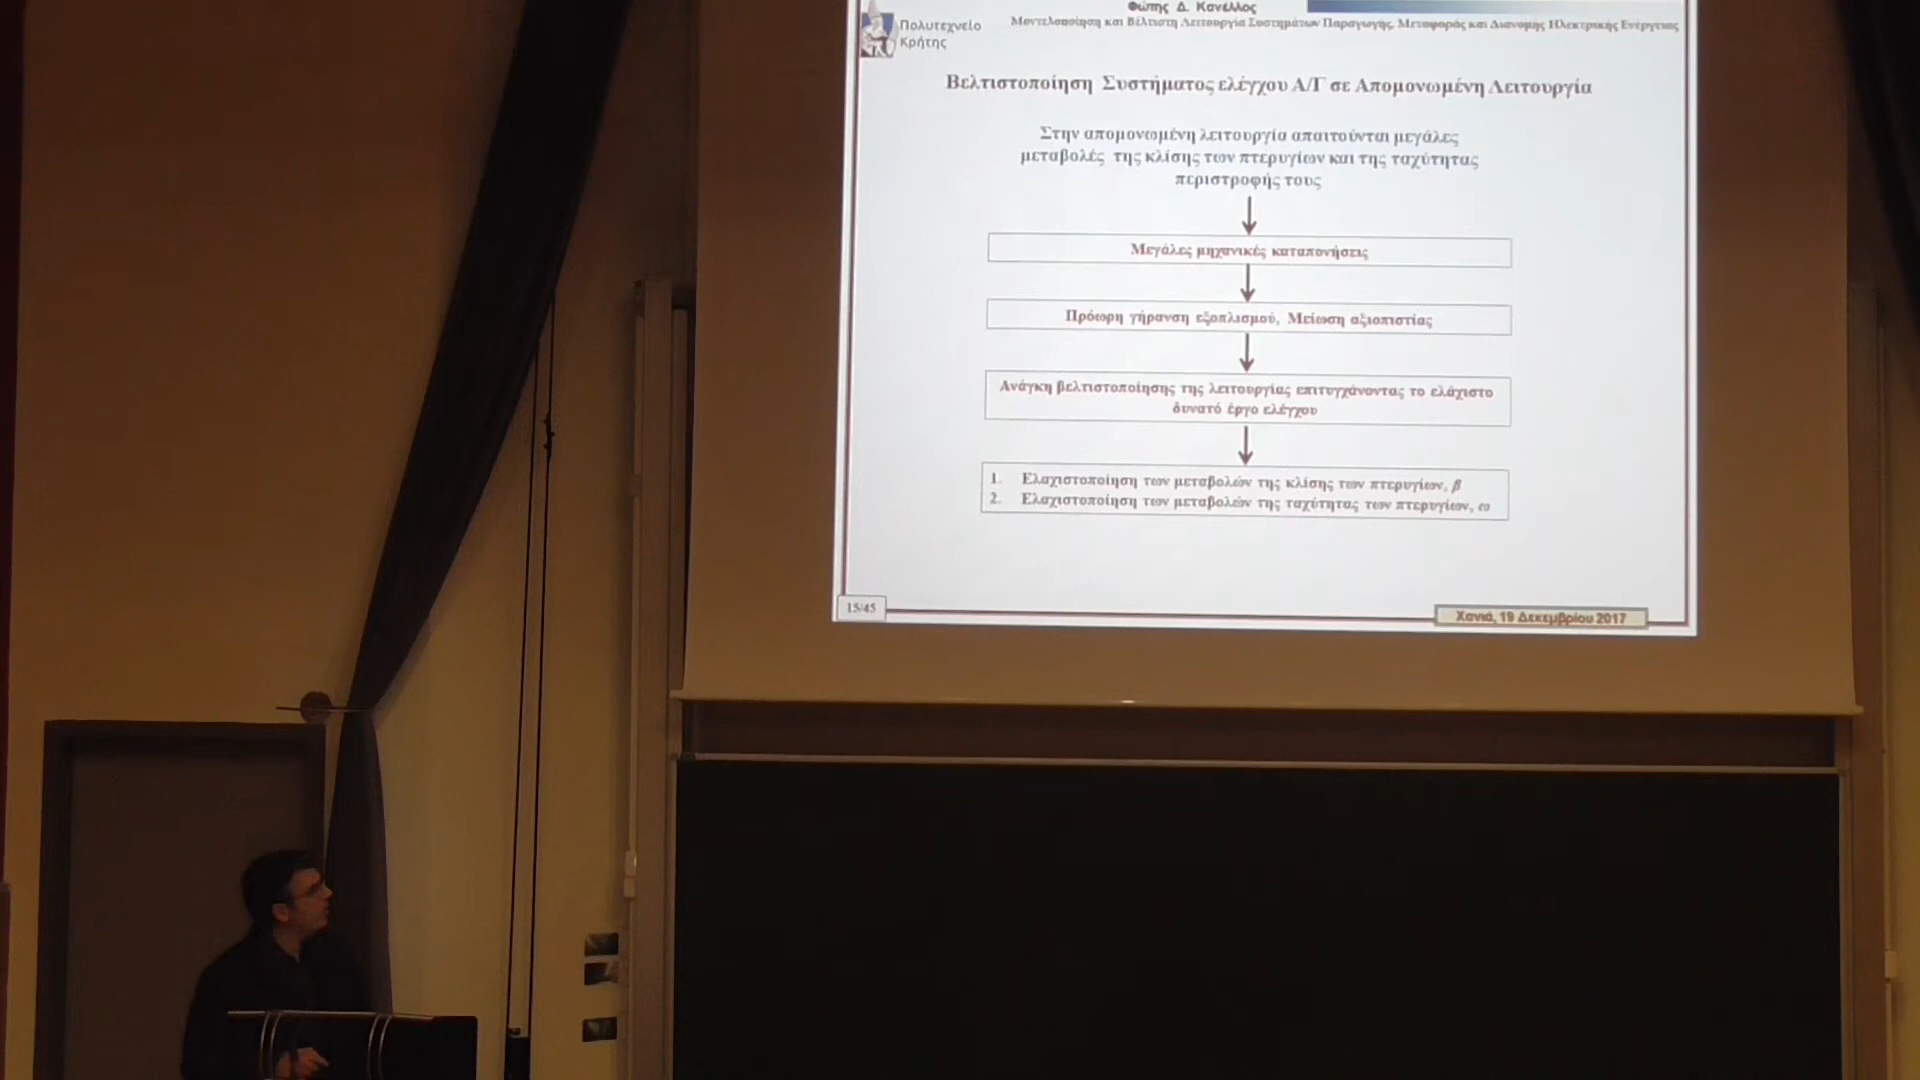 Φώτης Δ. Κανέλλος
Πολυτεχνείο
Κρήτης
Μοντελοποίηση και Βέλτιστη Λειτουργία Συστημάτων Παραγωγής, Μεταφοράς και Διανομής Ηλεκτρικής Ενέργειας
Βελτιστοποίηση Συστήματος ελέγχου Α/Γ σε Απομονωμένη Λειτουργία
Στην απομονωμένη λειτουργία απαιτούνται μεγάλες
μεταβολές της κλίσης των πτερυγίων και της ταχύτητας
περιστροφής τους
Μεγάλες μηχανικές καταπονήσεις
Πρόωρη γήρανση εξοπλισμού, Μείωση αξιοπιστίας
Ανάγκη βελτιστοποίησης της λειτουργίας επιτυγχάνοντας το ελάχιστο
δυνατό έργο ελέγχου
1. Ελαχιστοποίηση των μεταβολών της κλίσης των πτερυγίων, β
2. Ελαχιστοποίηση των μεταβολών της ταχύτητας των πτερυγίων, ω
15/45
Χανιά, 19 Δεκεμβρίου 2017